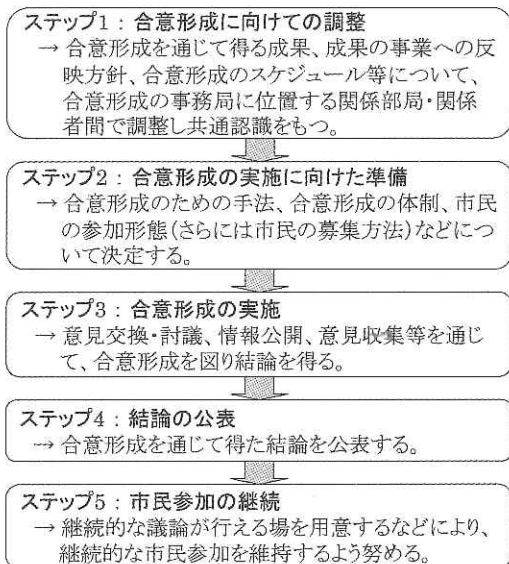 ステップ1：合意形成に向けての調整
→ 合意形成を通じて得る成果、成果の事業への反
映方針、合意形成のスケジュール等について、
合意形成の事務局に位置する関係部局・関係
者間で調整し共通認識をもつ。
ステップ2：合意形成の実施に向けた準備
→ 合意形成のための手法、合意形成の体制、市民
の参加形態(さらには市民の募集方法)などにつ
いて決定する。
ステップ3：合意形成の実施
→ 意見交換・討議、情報公開、意見収集等を通じ
て、合意形成を図り結論を得る。
ステップ4：結論の公表
→ 合意形成を通じて得た結論を公表する。
ステップ5：市民参加の継続
→ 継続的な議論が行える場を用意するなどにより、
継続的な市民参加を維持するよう努める。